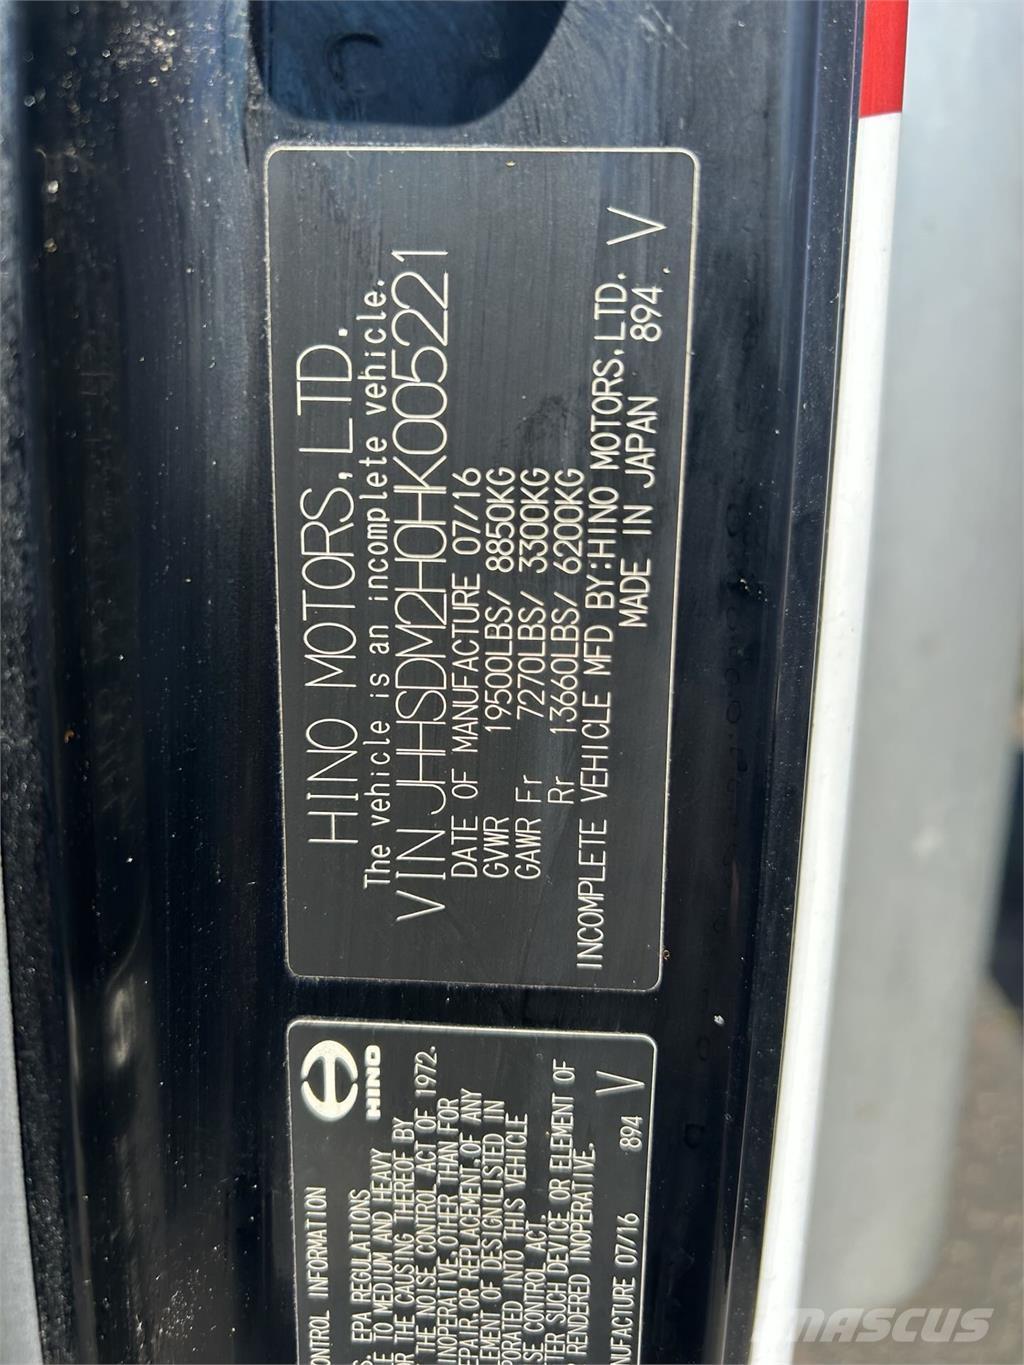 HINO MOTORS,LTD.
The vehicle is an incomplete vehicle.
VIN JHHSDM2H0HK005221
DATE OF MANUFACTURE 07/16
GVWR 19500LBS/ 8850KG
GAWR Fr 7270LBS/ 3300KG
Rr 13660LBS/ 6200KG
INCOMPLETE VEHICLE MFD BY:HINO MOTORS,LTD.
MADE IN JAPAN 894 V
HINO
CONTROL INFORMATION
EPA REGULATIONS
TO MEDIUM AND HEAVY
THE CAUSING THEREOF BY
THE NOISE CONTROL ACT OF 1972.
INOPERATIVE, OTHER THAN FOR
REPAIR OR REPLACEMENT, OF ANY
ELEMENT OF DESIGN(LISTED IN
INTO THIS VEHICLE
CONTROL ACT.
AFTER SUCH DEVICE OR ELEMENT OF
RENDERED INOPERATIVE.
07/16 894 V
MASCUS